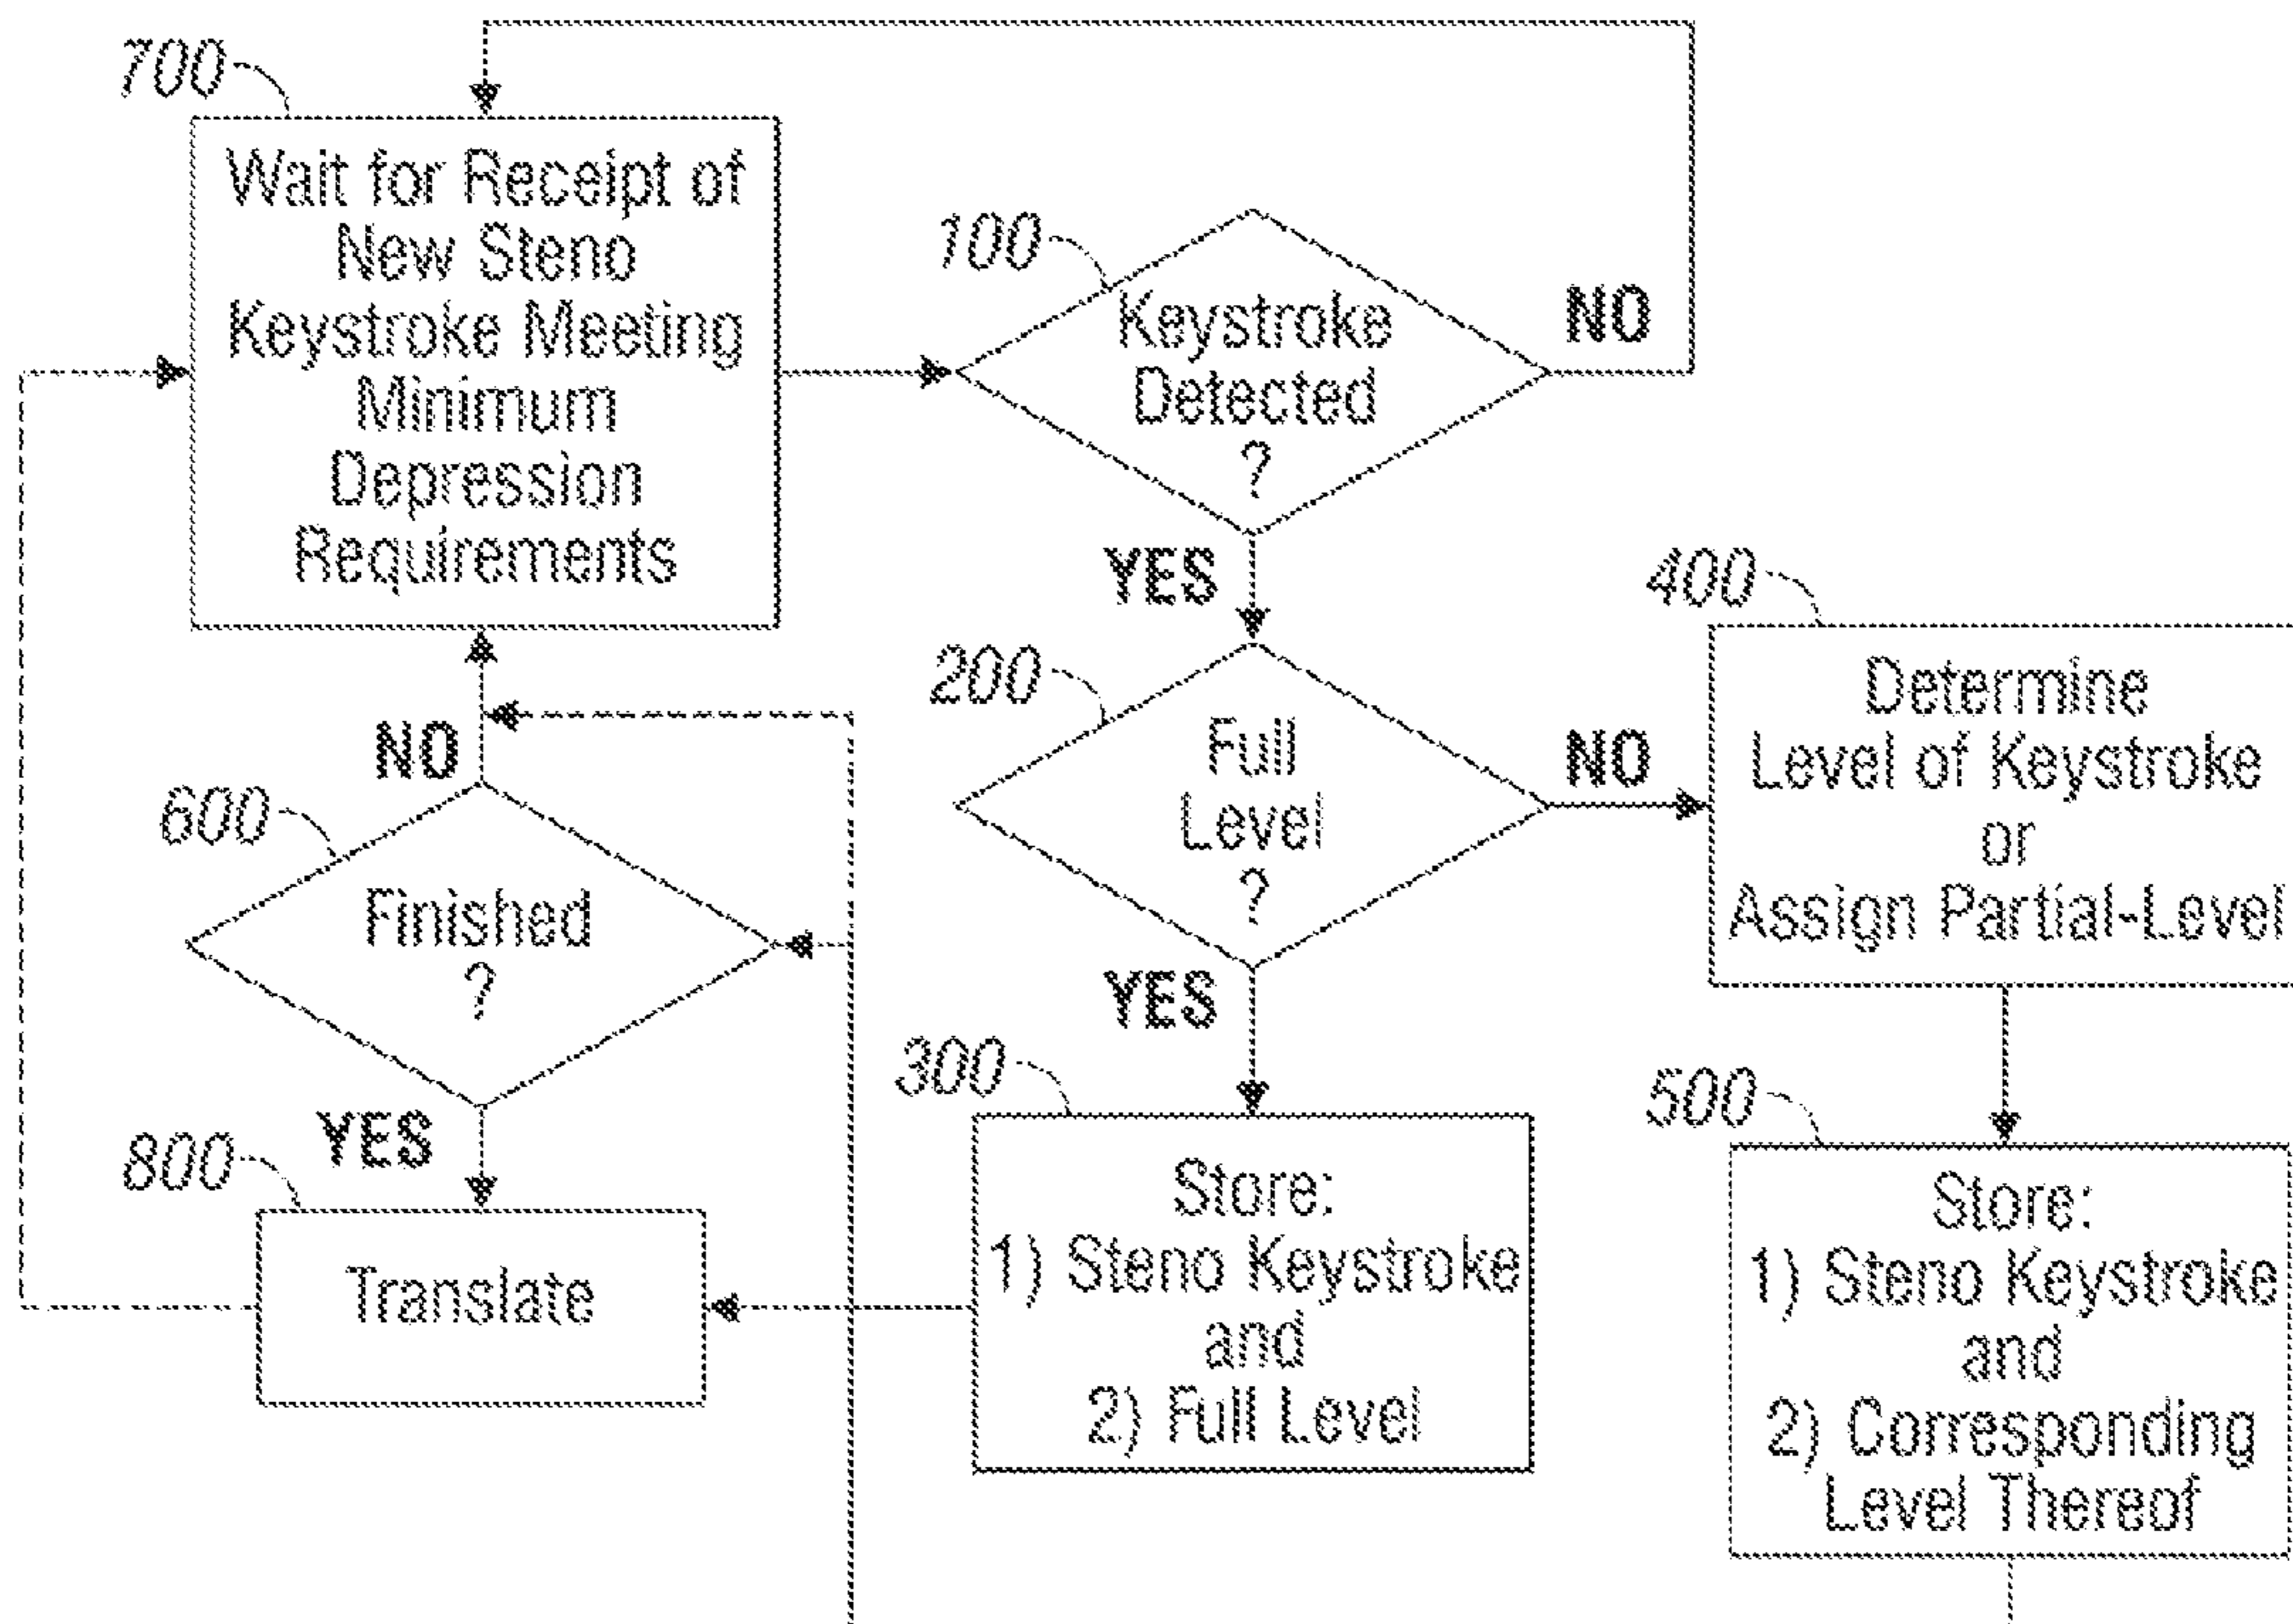 700
Wait for Receipt of
New Steno
Keystroke Meeting
Minimum
Depression
Requirements
100
Keystroke
Detected
?
NO
YES
200
Full
Level
?
NO
YES
400
Determine
Level of Keystroke
or
Assign Partial-Level
NO
600
Finished
?
YES
800
Translate
300
Store:
1) Steno Keystroke
and
2) Full Level
500
Store:
1) Steno Keystroke
and
2) Corresponding
Level Thereof